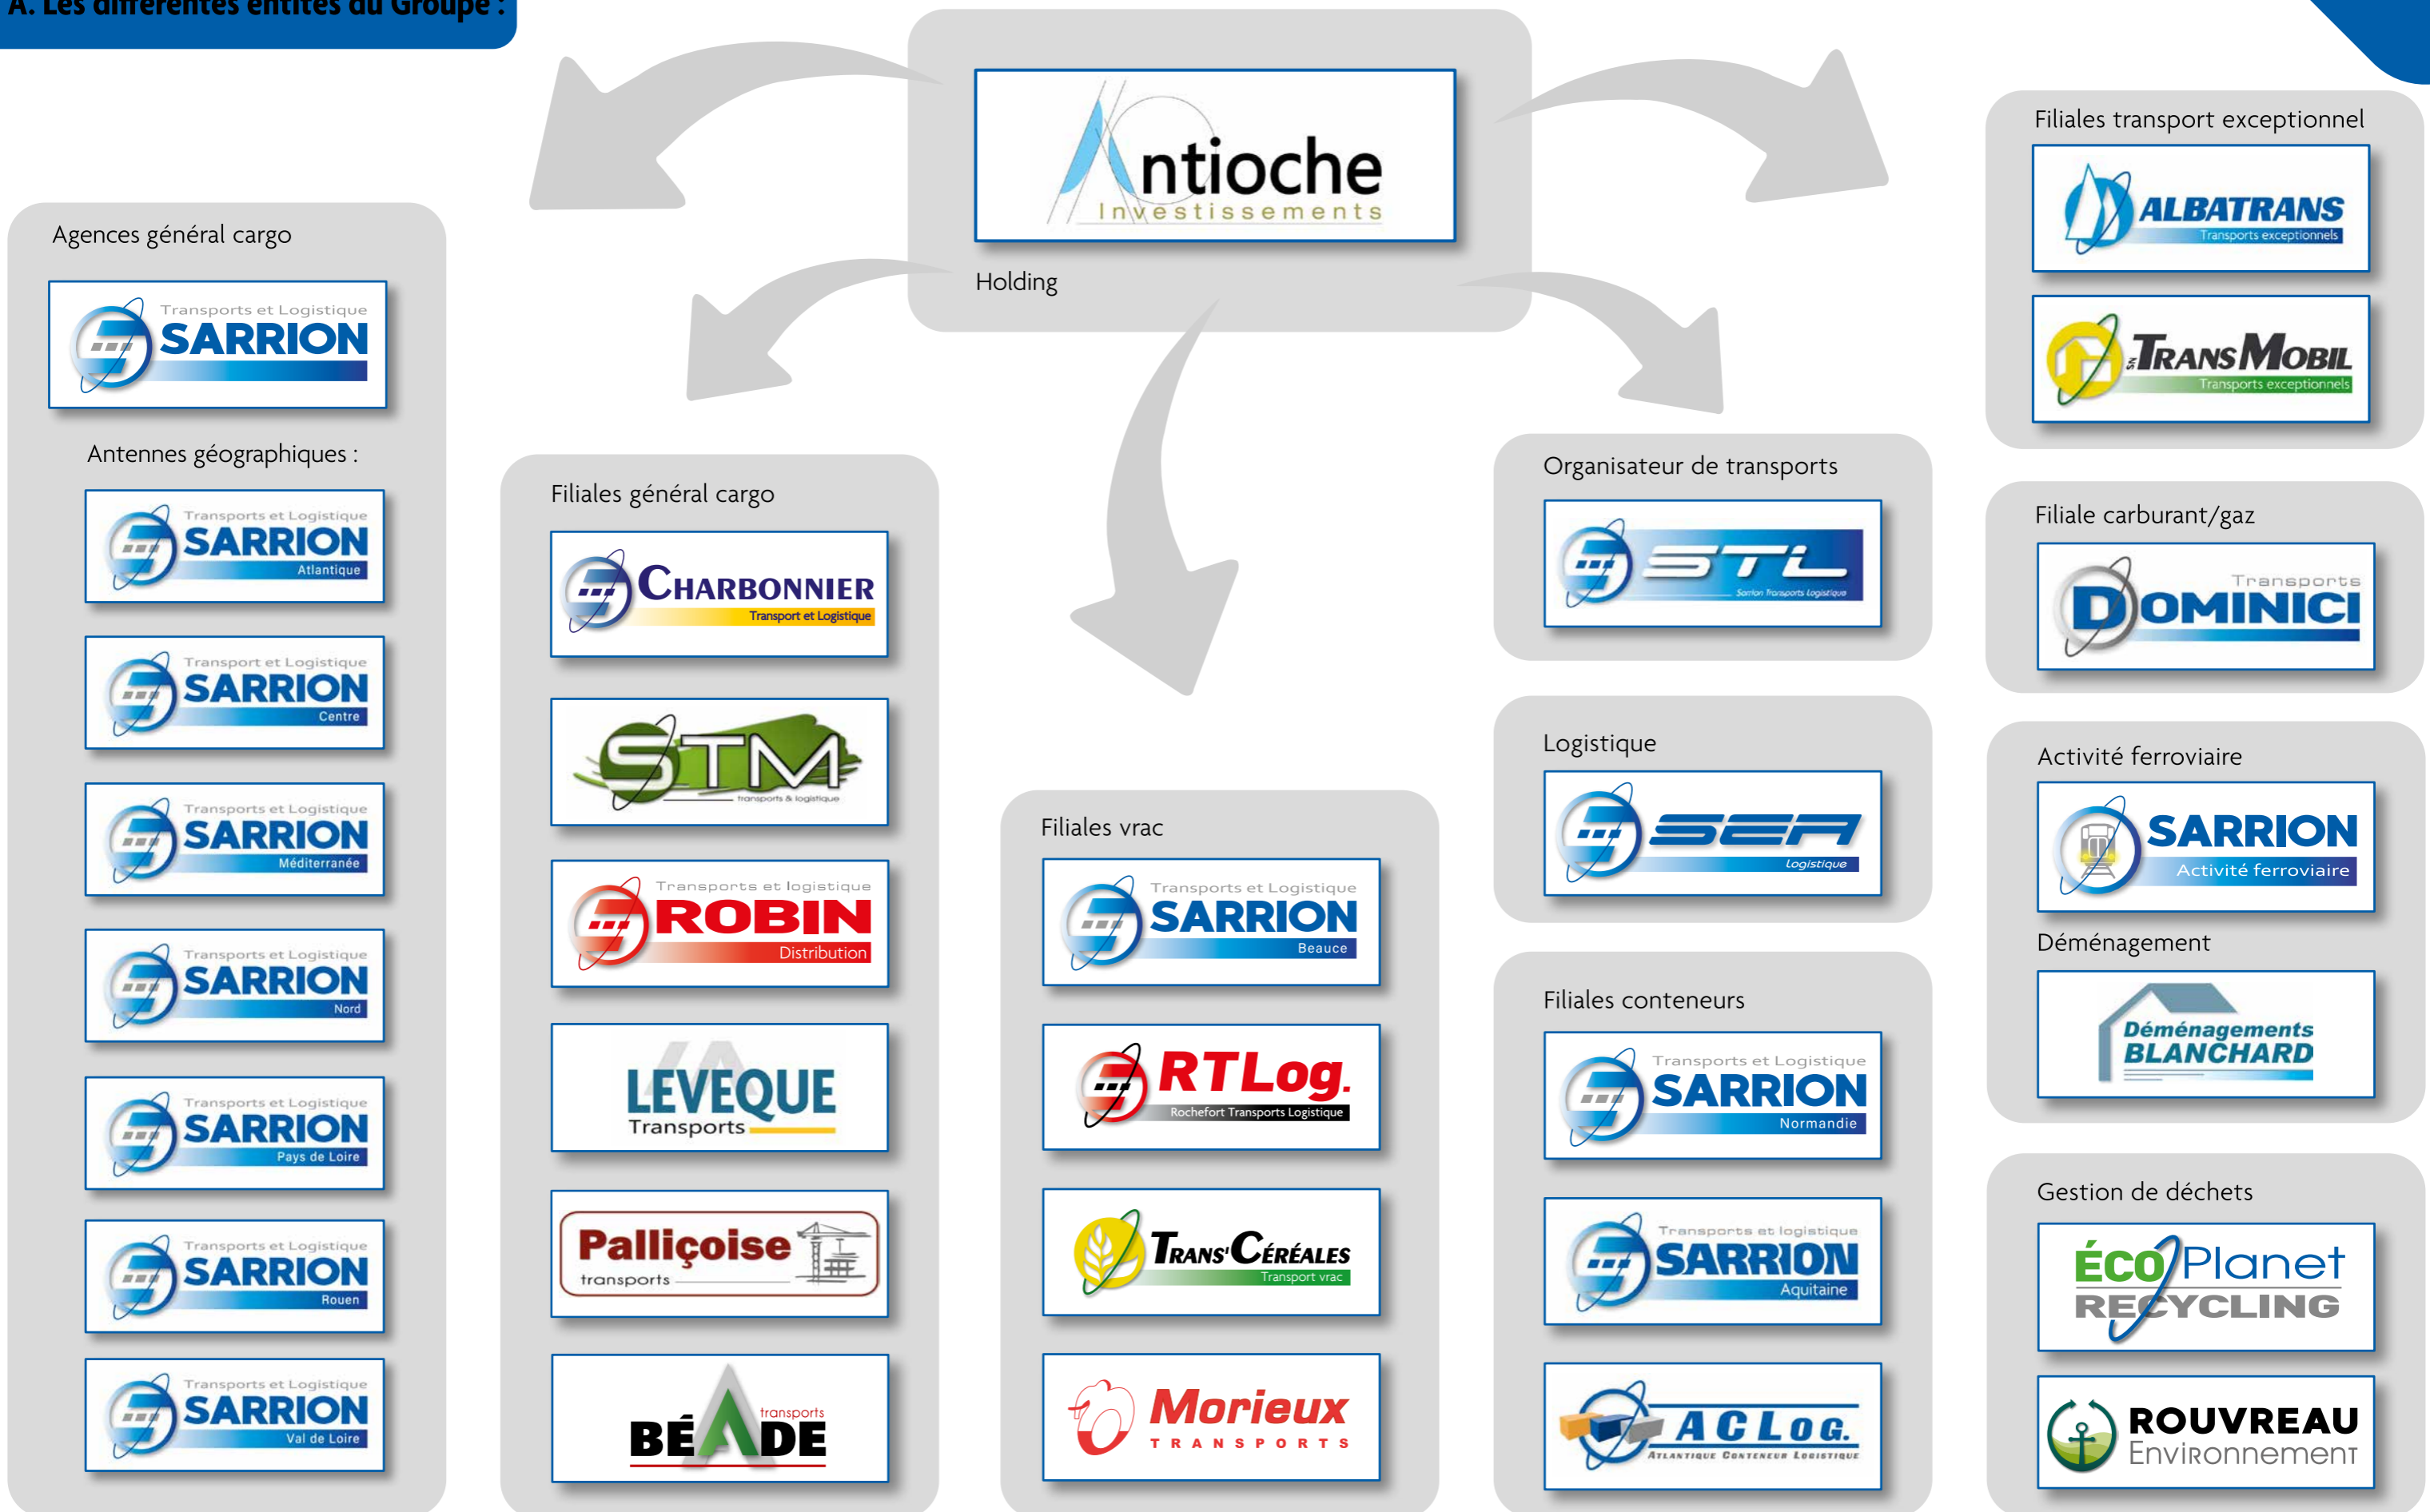 A. Les différentes entités du Groupe :
Antioche
Investissements
Holding
Agences général cargo
Transports et Logistique
SARRION
Antennes géographiques :
Transports et Logistique
SARRION
Atlantique
Transport et Logistique
SARRION
Centre
Transports et Logistique
SARRION
Méditerranée
Transports et Logistique
SARRION
Nord
Transports et Logistique
SARRION
Pays de Loire
Transports et Logistique
SARRION
Rouen
Transports et Logistique
SARRION
Val de Loire
Filiales général cargo
CHARBONNIER
Transport et Logistique
STM
transports & logistique
Transports et logistique
ROBIN
Distribution
LEVEQUE
Transports
Palliçoise
transports
transports
BÉADE
Filiales vrac
Transports et Logistique
SARRION
Beauce
RTLog.
Rochefort Transports Logistique
TRANS'CÉRÉALES
Transport vrac
Morieux
TRANSPORTS
Organisateur de transports
STL
Sarrion Transports Logistique
Logistique
SEA
Logistique
Filiales conteneurs
Transports et Logistique
SARRION
Normandie
Transports et logistique
SARRION
Aquitaine
ACLOG.
ATLANTIQUE CONTENEUR LOGISTIQUE
Filiales transport exceptionnel
ALBATRANS
Transports exceptionnels
SN TRANSMOBIL
Transports exceptionnels
Filiale carburant/gaz
Transports
DOMINICI
Activité ferroviaire
SARRION
Activité ferroviaire
Déménagement
Déménagements
BLANCHARD
Gestion de déchets
ÉCO Planet
RECYCLING
ROUVREAU
Environnement